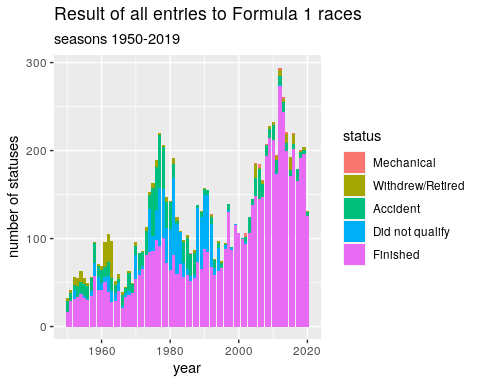 Result of all entries to Formula 1 races
seasons 1950-2019
number of statuses
300
200
100
0
1960
1980
2000
2020
year
status
Mechanical
Withdrew/Retired
Accident
Did not qualify
Finished